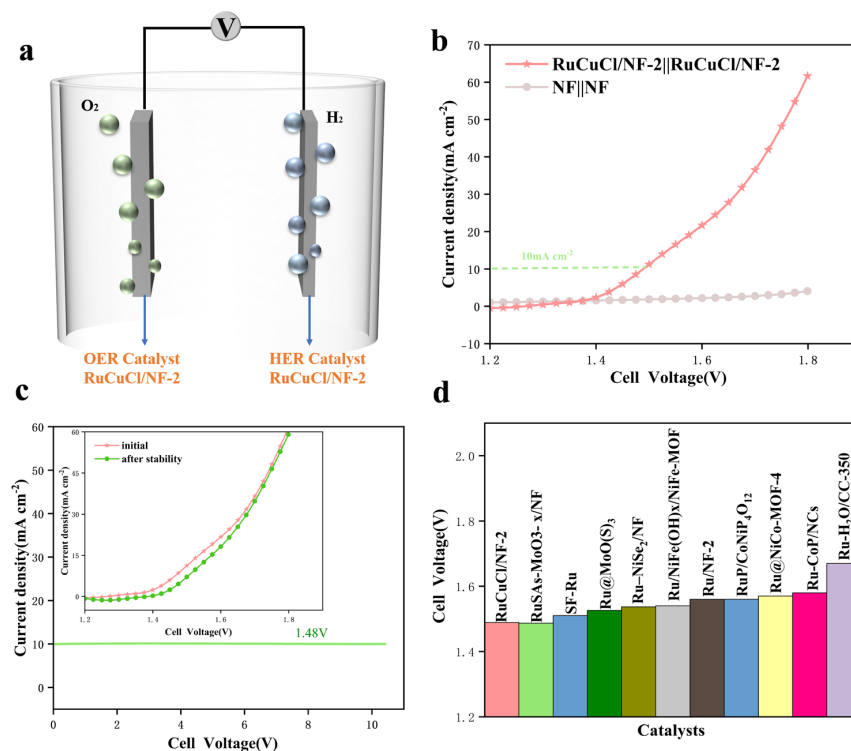 a
V
O₂
H₂
OER Catalyst
RuCuCl/NF-2
HER Catalyst
RuCuCl/NF-2
b
Current density(mA cm⁻²)
70
60
50
40
30
20
10
0
-10
RuCuCl/NF-2||RuCuCl/NF-2
NF||NF
10mA cm⁻²
1.2
1.4
1.6
1.8
Cell Voltage(V)
c
Current density(mA cm⁻²)
60
50
40
30
20
10
0
Current density(mA cm⁻²)
60
45
30
15
0
initial
after stability
1.2
1.4
1.6
1.8
Cell Voltage(V)
1.48V
0
2
4
6
8
10
Cell Voltage(V)
d
Cell Voltage(V)
2.0
1.8
1.6
1.4
1.2
RuCuCl/NF-2
RuSAs-MoO3- x/NF
SF-Ru
Ru@MoO(S)₃
Ru–NiSe₂/NF
Ru/NiFe(OH)x/NiFe-MOF
Ru/NF-2
RuP/CoNiP₄O₁₂
Ru@NiCo-MOF-4
Ru-CoP/NCs
Ru-H₂O/CC-350
Catalysts